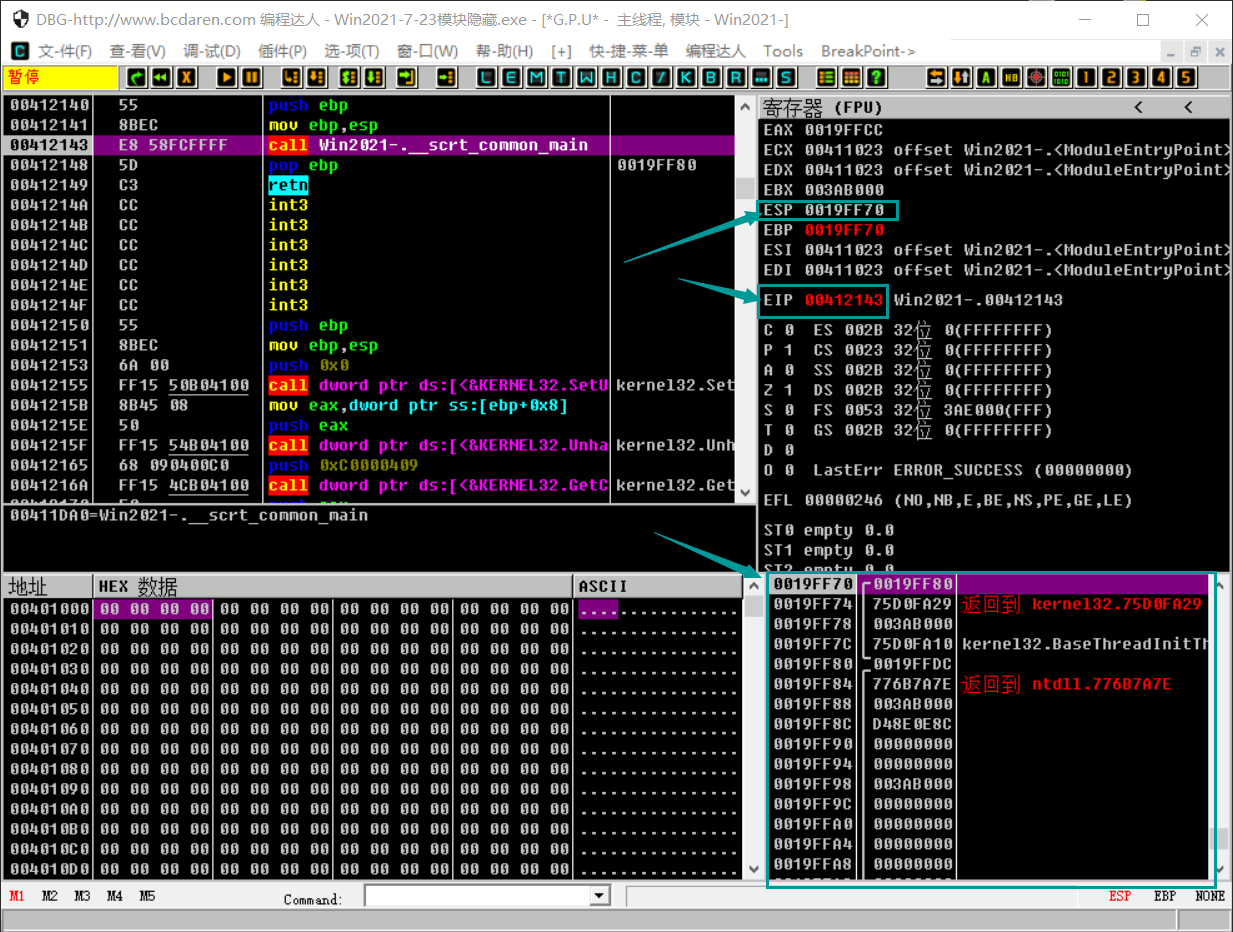 DBG-http://www.bcdaren.com 编程达人 - Win2021-7-23模块隐藏.exe - [*G.P.U* -  主线程, 模块 - Win2021-]
文-件(F) 查-看(V) 调-试(D) 插件(P) 选-项(T) 窗-口(W) 帮-助(H) [+] 快-捷-菜-单 编程达人 Tools BreakPoint->
暂停 L E M T W H C / K B R ... S ? A HB 1 2 3 4 5
00412140 55 push ebp
00412141 8BEC mov ebp,esp
00412143 E8 58FCFFFF call Win2021-.__scrt_common_main
00412148 5D pop ebp 0019FF80
00412149 C3 retn
0041214A CC int3
0041214B CC int3
0041214C CC int3
0041214D CC int3
0041214E CC int3
0041214F CC int3
00412150 55 push ebp
00412151 8BEC mov ebp,esp
00412153 6A 00 push 0x0
00412155 FF15 50B04100 call dword ptr ds:[<&KERNEL32.SetU kernel32.Set
0041215B 8B45 08 mov eax,dword ptr ss:[ebp+0x8]
0041215E 50 push eax
0041215F FF15 54B04100 call dword ptr ds:[<&KERNEL32.Unha kernel32.Unh
00412165 68 090400C0 push 0xC0000409
0041216A FF15 4CB04100 call dword ptr ds:[<&KERNEL32.GetC kernel32.Get
00411DA0=Win2021-.__scrt_common_main
寄存器 (FPU) < <
EAX 0019FFCC
ECX 00411023 offset Win2021-.<ModuleEntryPoint>
EDX 00411023 offset Win2021-.<ModuleEntryPoint>
EBX 003AB000
ESP 0019FF70
EBP 0019FF70
ESI 00411023 offset Win2021-.<ModuleEntryPoint>
EDI 00411023 offset Win2021-.<ModuleEntryPoint>
EIP 00412143 Win2021-.00412143
C 0 ES 002B 32位 0(FFFFFFFF)
P 1 CS 0023 32位 0(FFFFFFFF)
A 0 SS 002B 32位 0(FFFFFFFF)
Z 1 DS 002B 32位 0(FFFFFFFF)
S 0 FS 0053 32位 3AE000(FFF)
T 0 GS 002B 32位 0(FFFFFFFF)
D 0
O 0 LastErr ERROR_SUCCESS (00000000)
EFL 00000246 (NO,NB,E,BE,NS,PE,GE,LE)
ST0 empty 0.0
ST1 empty 0.0
ST2 empty 0.0
地址 HEX 数据 ASCII
00401000 00 00 00 00 00 00 00 00 00 00 00 00 00 00 00 00 ................
00401010 00 00 00 00 00 00 00 00 00 00 00 00 00 00 00 00 ................
00401020 00 00 00 00 00 00 00 00 00 00 00 00 00 00 00 00 ................
00401030 00 00 00 00 00 00 00 00 00 00 00 00 00 00 00 00 ................
00401040 00 00 00 00 00 00 00 00 00 00 00 00 00 00 00 00 ................
00401050 00 00 00 00 00 00 00 00 00 00 00 00 00 00 00 00 ................
00401060 00 00 00 00 00 00 00 00 00 00 00 00 00 00 00 00 ................
00401070 00 00 00 00 00 00 00 00 00 00 00 00 00 00 00 00 ................
00401080 00 00 00 00 00 00 00 00 00 00 00 00 00 00 00 00 ................
00401090 00 00 00 00 00 00 00 00 00 00 00 00 00 00 00 00 ................
004010A0 00 00 00 00 00 00 00 00 00 00 00 00 00 00 00 00 ................
004010B0 00 00 00 00 00 00 00 00 00 00 00 00 00 00 00 00 ................
004010C0 00 00 00 00 00 00 00 00 00 00 00 00 00 00 00 00 ................
004010D0 00 00 00 00 00 00 00 00 00 00 00 00 00 00 00 00 ................
0019FF70 0019FF80
0019FF74 75D0FA29 返回到 kernel32.75D0FA29
0019FF78 003AB000
0019FF7C 75D0FA10 kernel32.BaseThreadInitTh
0019FF80 0019FFDC
0019FF84 776B7A7E 返回到 ntdll.776B7A7E
0019FF88 003AB000
0019FF8C D48E0E8C
0019FF90 00000000
0019FF94 00000000
0019FF98 003AB000
0019FF9C 00000000
0019FFA0 00000000
0019FFA4 00000000
0019FFA8 00000000
M1 M2 M3 M4 M5 Command: ESP EBP NONE